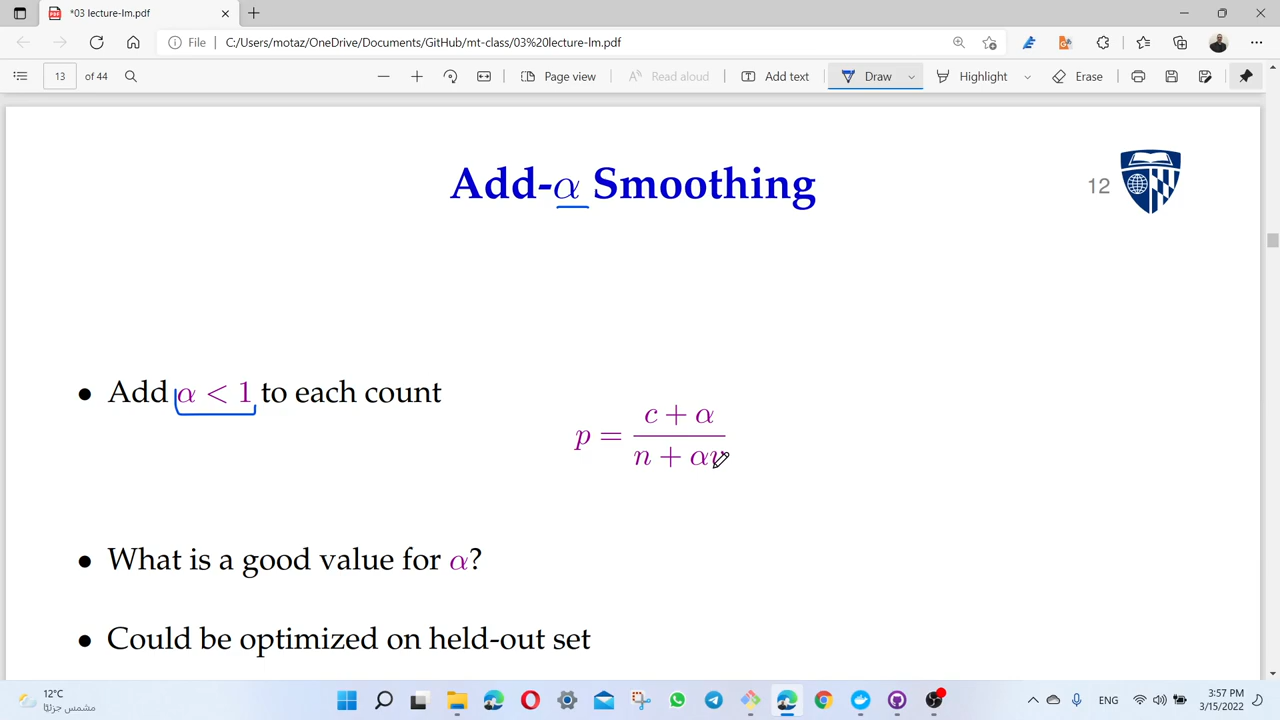 *03 lecture-lm.pdf
File
C:/Users/motaz/OneDrive/Documents/GitHub/mt-class/03%20lecture-lm.pdf
13 of 44
Page view
Read aloud
Add text
Draw
Highlight
Erase
Add-α Smoothing
12
• Add α < 1 to each count
p = \frac{c + α}{n + αv}
• What is a good value for α?
• Could be optimized on held-out set
12°C
مشمس جزئيًا
ENG
3:57 PM
3/15/2022